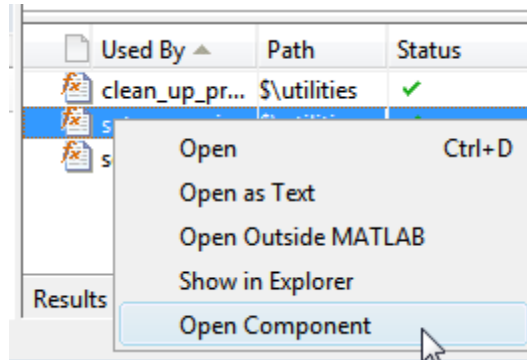 Used By Path Status
clean_up_pr... $\utilities
Open Ctrl+D
Open as Text
Open Outside MATLAB
Show in Explorer
Results
Open Component